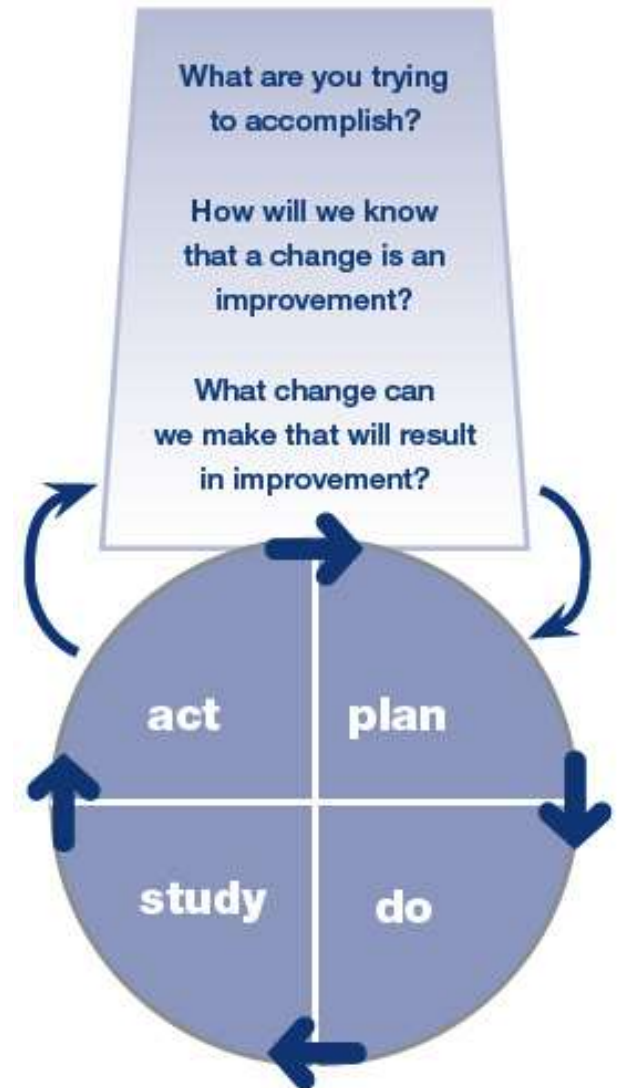 What are you trying
to accomplish?
How will we know
that a change is an
improvement?
What change can
we make that will result
in improvement?
act
plan
study
do